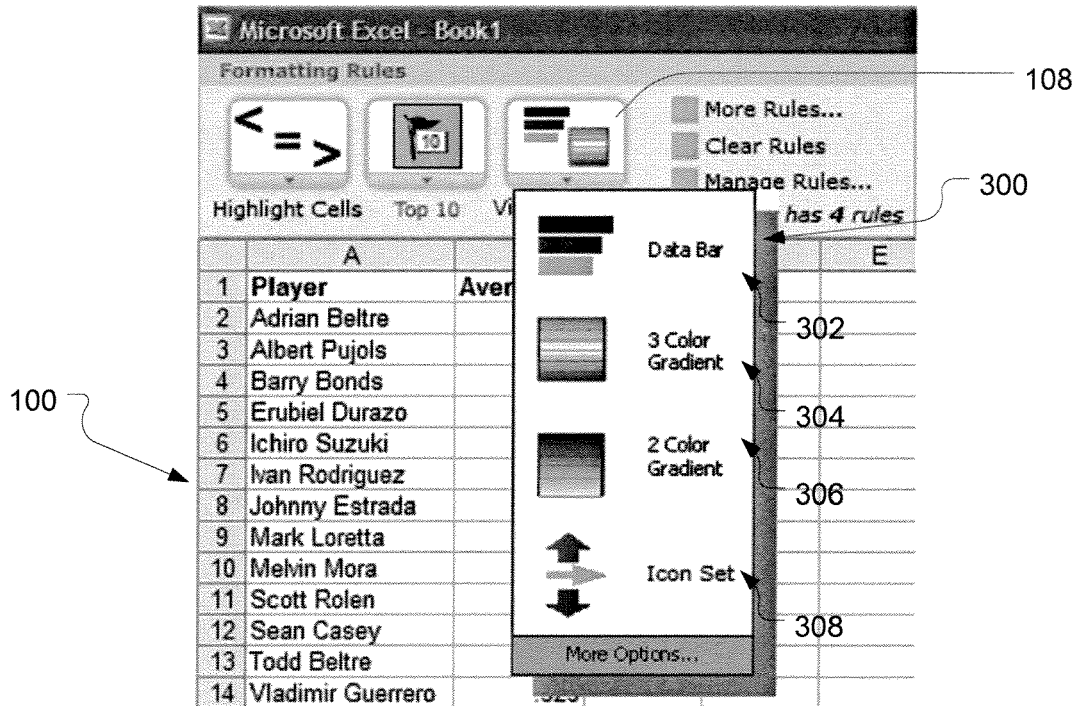 Microsoft Excel - Book1
Formatting Rules
108
< = >
10
More Rules...
Clear Rules
Manage Rules...
300
Highlight Cells Top 10 Vi has 4 rules
Data Bar
302
3 Color
Gradient
304
2 Color
Gradient
306
Icon Set
308
More Options...
100
A E
1 Player Aver
2 Adrian Beltre
3 Albert Pujols
4 Barry Bonds
5 Erubiel Durazo
6 Ichiro Suzuki
7 Ivan Rodriguez
8 Johnny Estrada
9 Mark Loretta
10 Melvin Mora
11 Scott Rolen
12 Sean Casey
13 Todd Beltre
14 Vladimir Guerrero